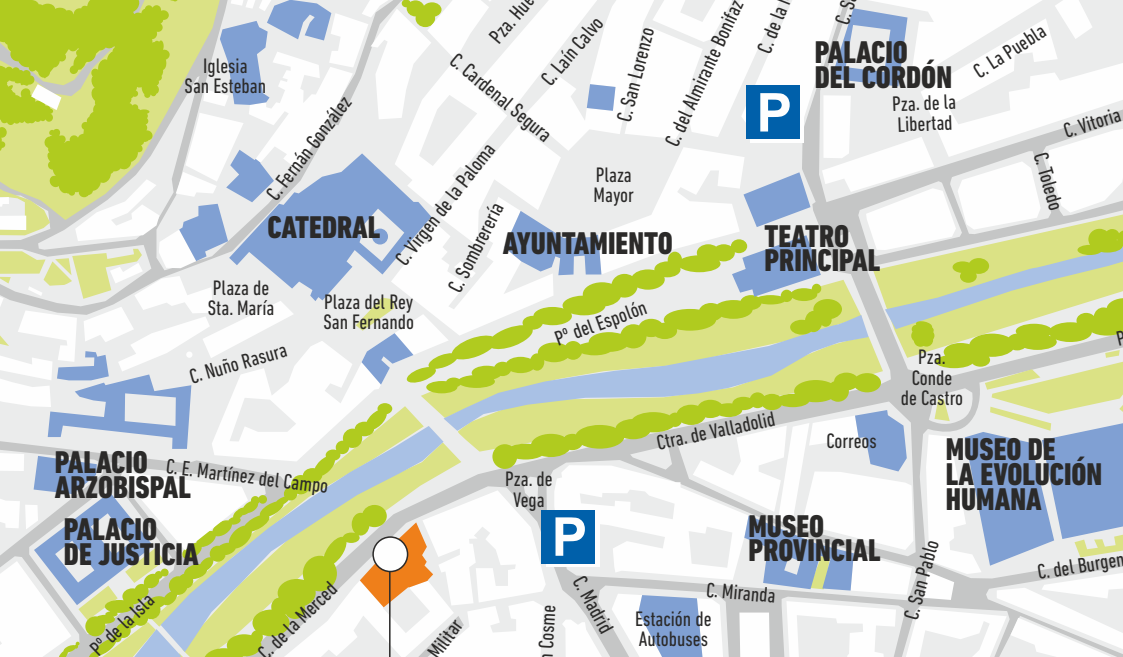 Pza. Hue
C. Laín Calvo
C. San Lorenzo
C. del Almirante Bonifaz
C. de la
C. S
PALACIO
DEL CORDÓN
C. La Puebla
Pza. de la
Libertad
C. Vitoria
C. Toledo
Iglesia
San Esteban
C. Cardenal Segura
P
C. Fernán González
C. Virgen de la Paloma
Plaza
Mayor
CATEDRAL
C. Sombrerería
AYUNTAMIENTO
TEATRO
PRINCIPAL
Plaza de
Sta. María
Plaza del Rey
San Fernando
Pº del Espolón
C. Nuño Rasura
Pza.
Conde
de Castro
P
Ctra. de Valladolid
Correos
MUSEO DE
LA EVOLUCIÓN
HUMANA
PALACIO
ARZOBISPAL
C. E. Martínez del Campo
Pza. de
Vega
PALACIO
DE JUSTICIA
P
MUSEO
PROVINCIAL
C. San Pablo
C. del Burgen
C. Miranda
Pº de la Isla
C. de la Merced
Militar
Cosme
C. Madrid
Estación de
Autobuses